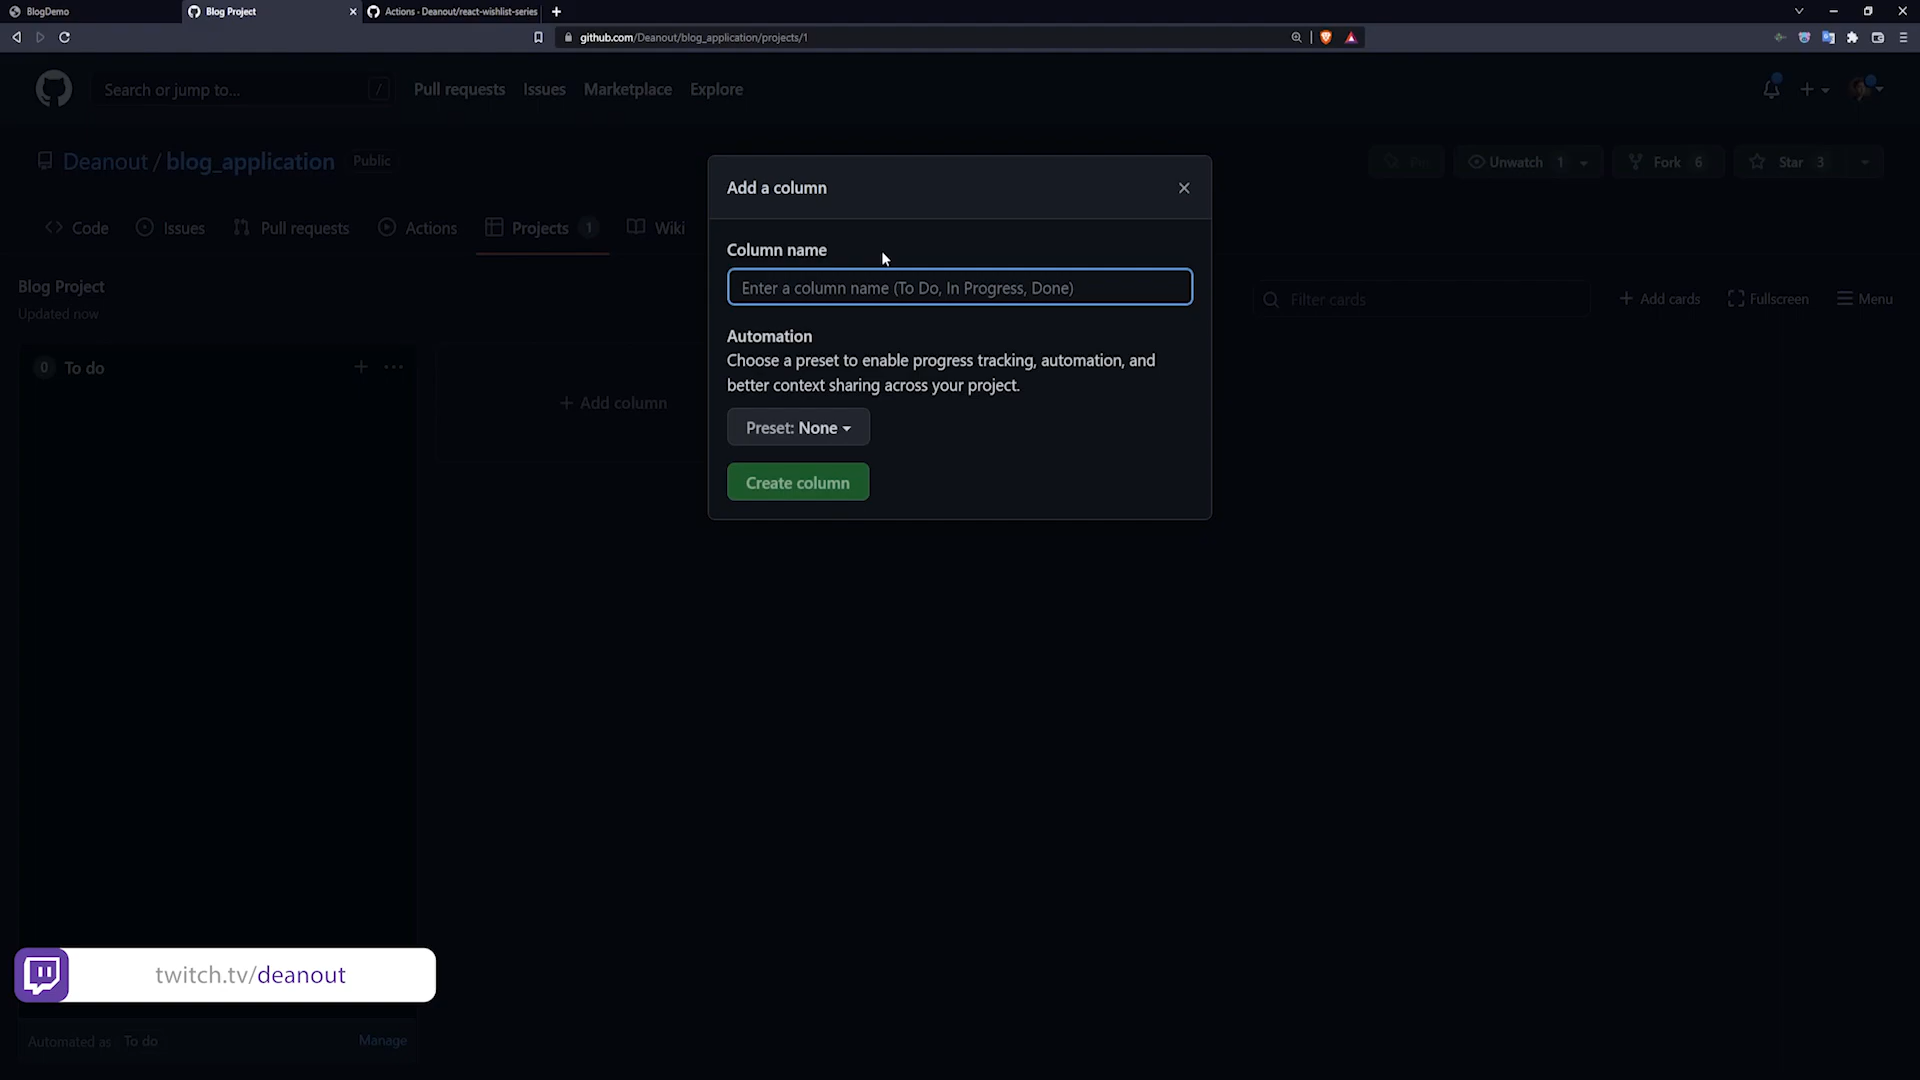 BlogDemo
Blog Project
Actions · Deanout/react-wishlist-series
github.com/Deanout/blog_application/projects/1
Search or jump to...
/
Pull requests
Issues
Marketplace
Explore
Deanout / blog_application
Public
Pin
Unwatch 1
Fork 6
Star 3
Code
Issues
Pull requests
Actions
Projects 1
Wiki
Blog Project
Updated now
Filter cards
Add cards
Fullscreen
Menu
0 To do
Add column
Add a column
Column name
Enter a column name (To Do, In Progress, Done)
Automation
Choose a preset to enable progress tracking, automation, and
better context sharing across your project.
Preset: None
Create column
twitch.tv/deanout
Automated as To do
Manage